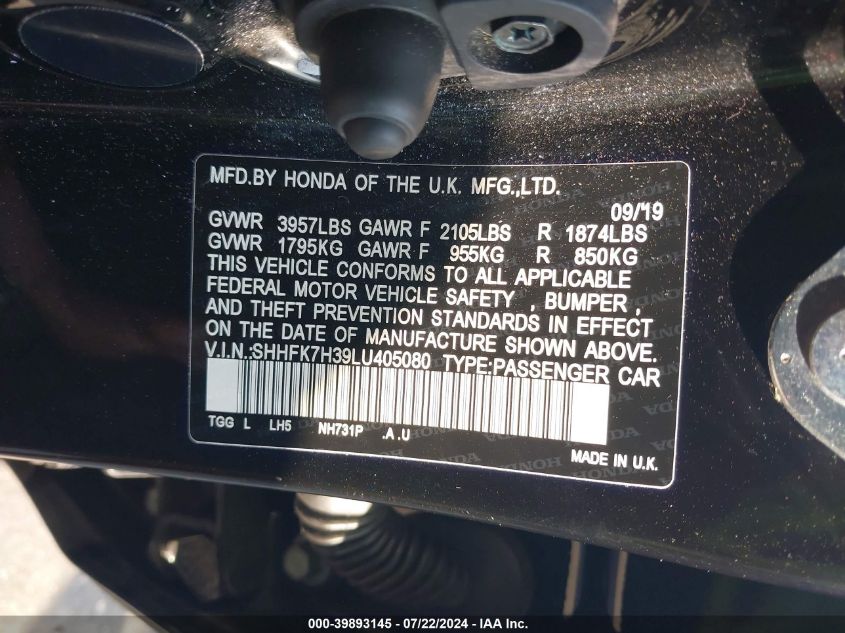 MFD.BY HONDA OF THE U.K. MFG.,LTD.
09/19
GVWR 3957LBS GAWR F 2105LBS R 1874LBS
GVWR 1795KG GAWR F 955KG R 850KG
THIS VEHICLE CONFORMS TO ALL APPLICABLE
FEDERAL MOTOR VEHICLE SAFETY , BUMPER ,
AND THEFT PREVENTION STANDARDS IN EFFECT
ON THE DATE OF MANUFACTURE SHOWN ABOVE.
V.I.N.:SHHFK7H39LU405080 TYPE:PASSENGER CAR
TGG L LH5 NH731P .A.U
MADE IN U.K.
000-39893145 - 07/22/2024 - IAA Inc.